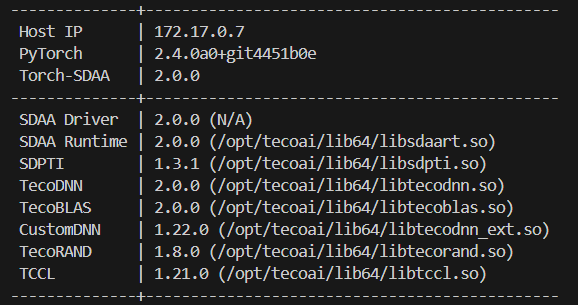 --------------+------------------------------------------
Host IP | 172.17.0.7
PyTorch | 2.4.0a0+git4451b0e
Torch-SDAA | 2.0.0
--------------+------------------------------------------
SDAA Driver | 2.0.0 (N/A)
SDAA Runtime | 2.0.0 (/opt/tecoai/lib64/libsdaart.so)
SDPTI | 1.3.1 (/opt/tecoai/lib64/libsdpti.so)
TecoDNN | 2.0.0 (/opt/tecoai/lib64/libtecodnn.so)
TecoBLAS | 2.0.0 (/opt/tecoai/lib64/libtecoblas.so)
CustomDNN | 1.22.0 (/opt/tecoai/lib64/libtecodnn_ext.so)
TecoRAND | 1.8.0 (/opt/tecoai/lib64/libtecorand.so)
TCCL | 1.21.0 (/opt/tecoai/lib64/libtccl.so)
--------------+------------------------------------------